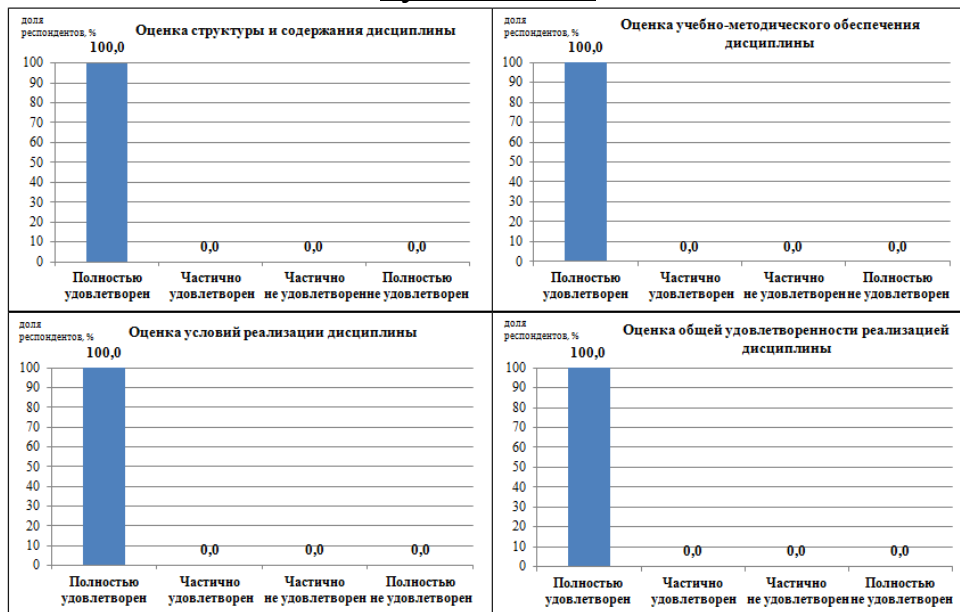 доля
респондентов, %
Оценка структуры и содержания дисциплины
100,0
100
90
80
70
60
50
40
30
20
10
0
0,0 0,0 0,0
Полностью удовлетворен
Частично удовлетворен
Частично не удовлетворен
Полностью не удовлетворен
доля
респондентов, %
Оценка учебно-методического обеспечения
дисциплины
100,0
100
90
80
70
60
50
40
30
20
10
0
0,0 0,0 0,0
Полностью удовлетворен
Частично удовлетворен
Частично не удовлетворен
Полностью не удовлетворен
доля
респондентов, %
Оценка условий реализации дисциплины
100,0
100
90
80
70
60
50
40
30
20
10
0
0,0 0,0 0,0
Полностью удовлетворен
Частично удовлетворен
Частично не удовлетворен
Полностью не удовлетворен
доля
респондентов, %
Оценка общей удовлетворенности реализацией
дисциплины
100,0
100
90
80
70
60
50
40
30
20
10
0
0,0 0,0 0,0
Полностью удовлетворен
Частично удовлетворен
Частично не удовлетворен
Полностью не удовлетворен